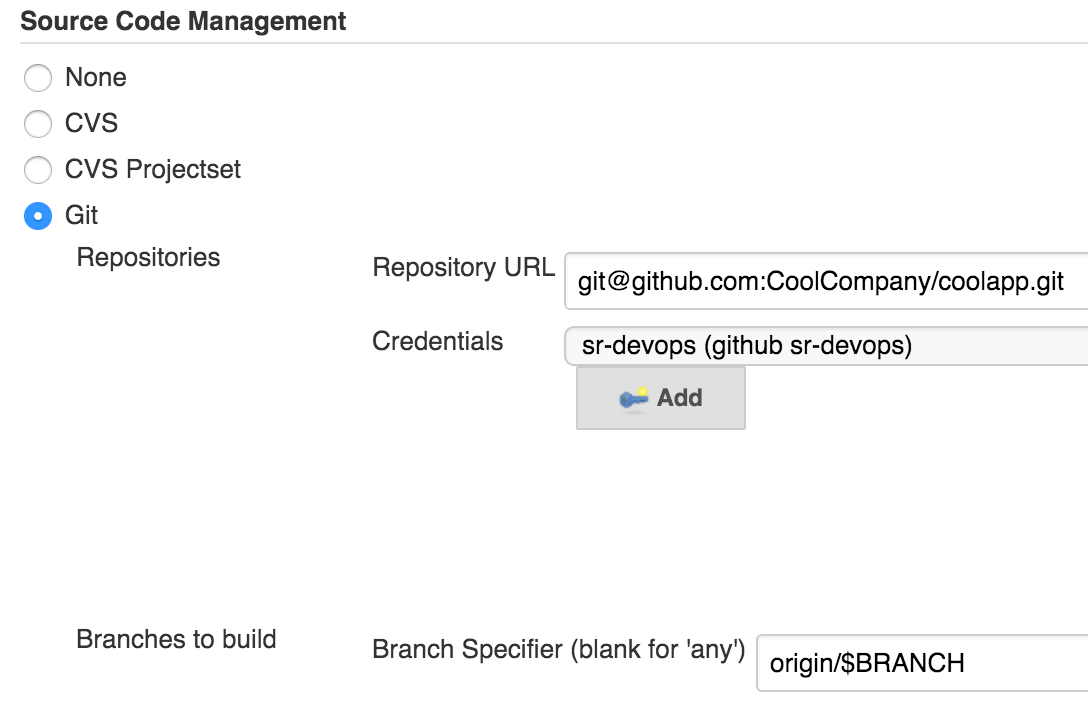 Source Code Management
None
CVS
CVS Projectset
Git
Repositories
Repository URL
git@github.com:CoolCompany/coolapp.git
Credentials
sr-devops (github sr-devops)
Add
Branches to build
Branch Specifier (blank for 'any')
origin/$BRANCH